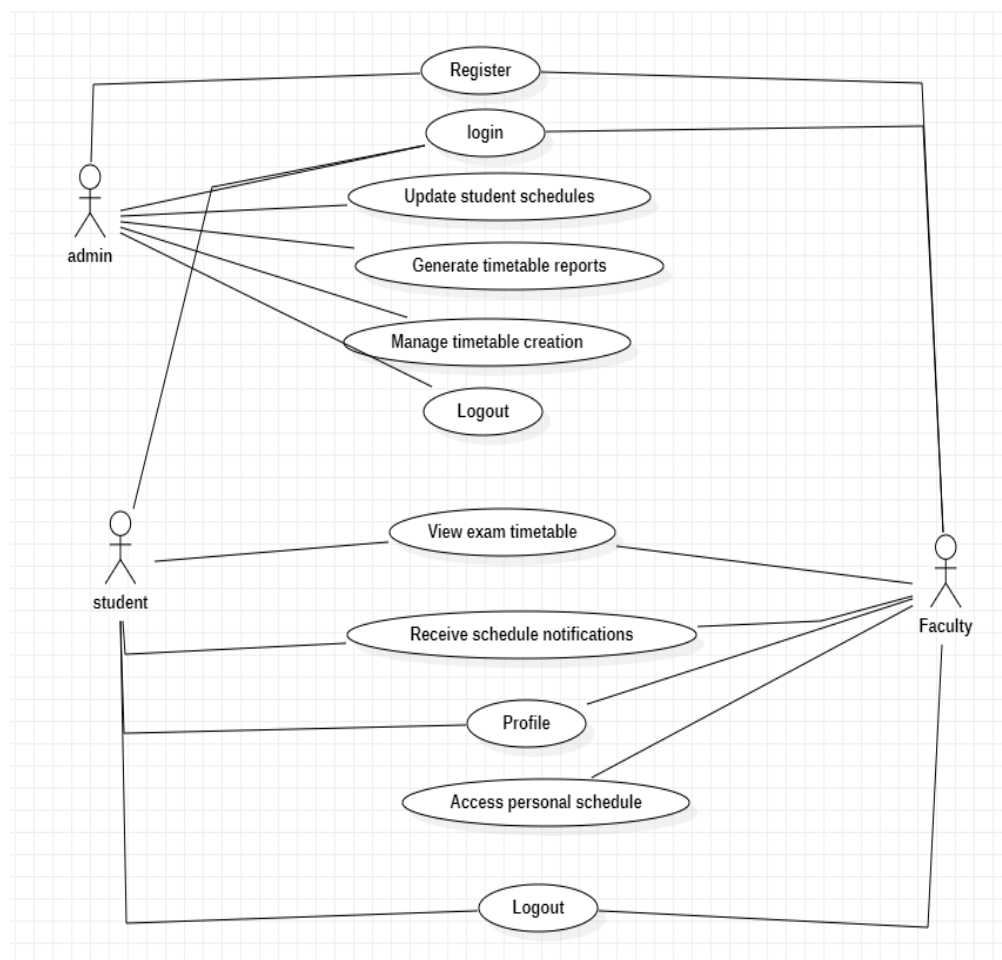 Register
login
Update student schedules
admin
Generate timetable reports
Manage timetable creation
Logout
View exam timetable
student
Faculty
Receive schedule notifications
Profile
Access personal schedule
Logout